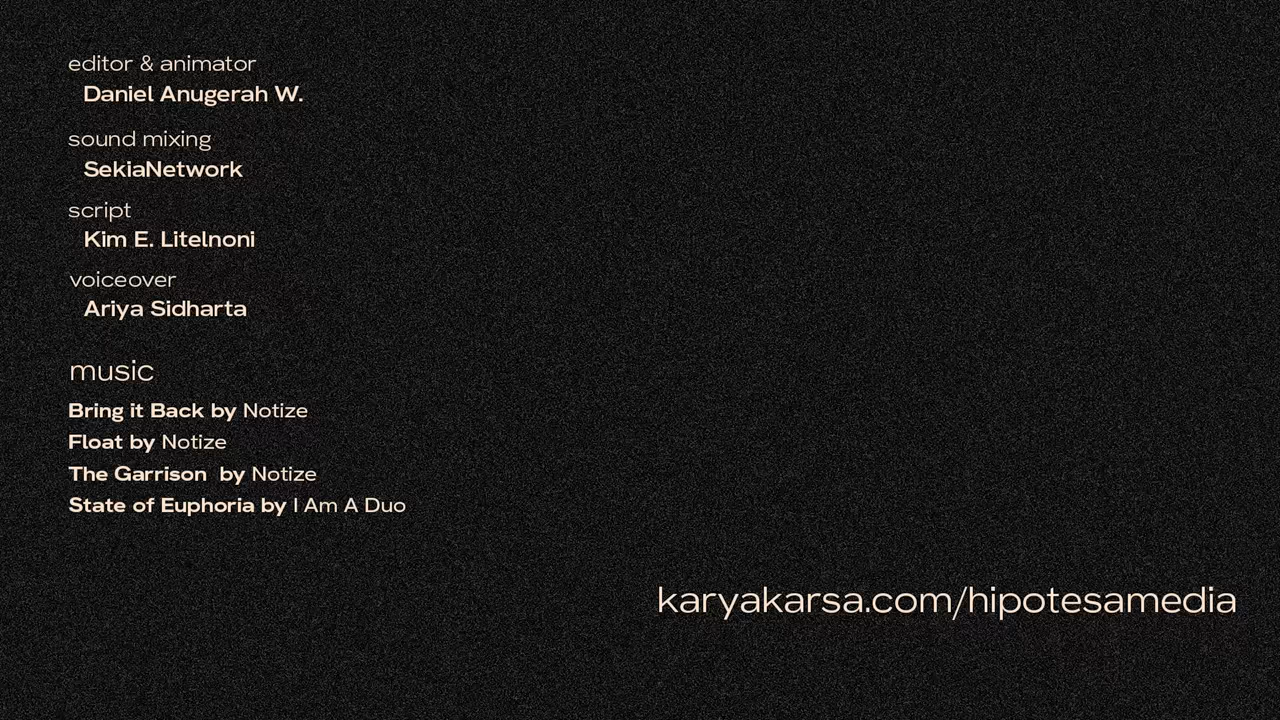 editor & animator
Daniel Anugerah W.
sound mixing
SekiaNetwork
script
Kim E. Litelnoni
voiceover
Ariya Sidharta
music
Bring it Back by Notize
Float by Notize
The Garrison  by Notize
State of Euphoria by I Am A Duo
karyakarsa.com/hipotesamedia